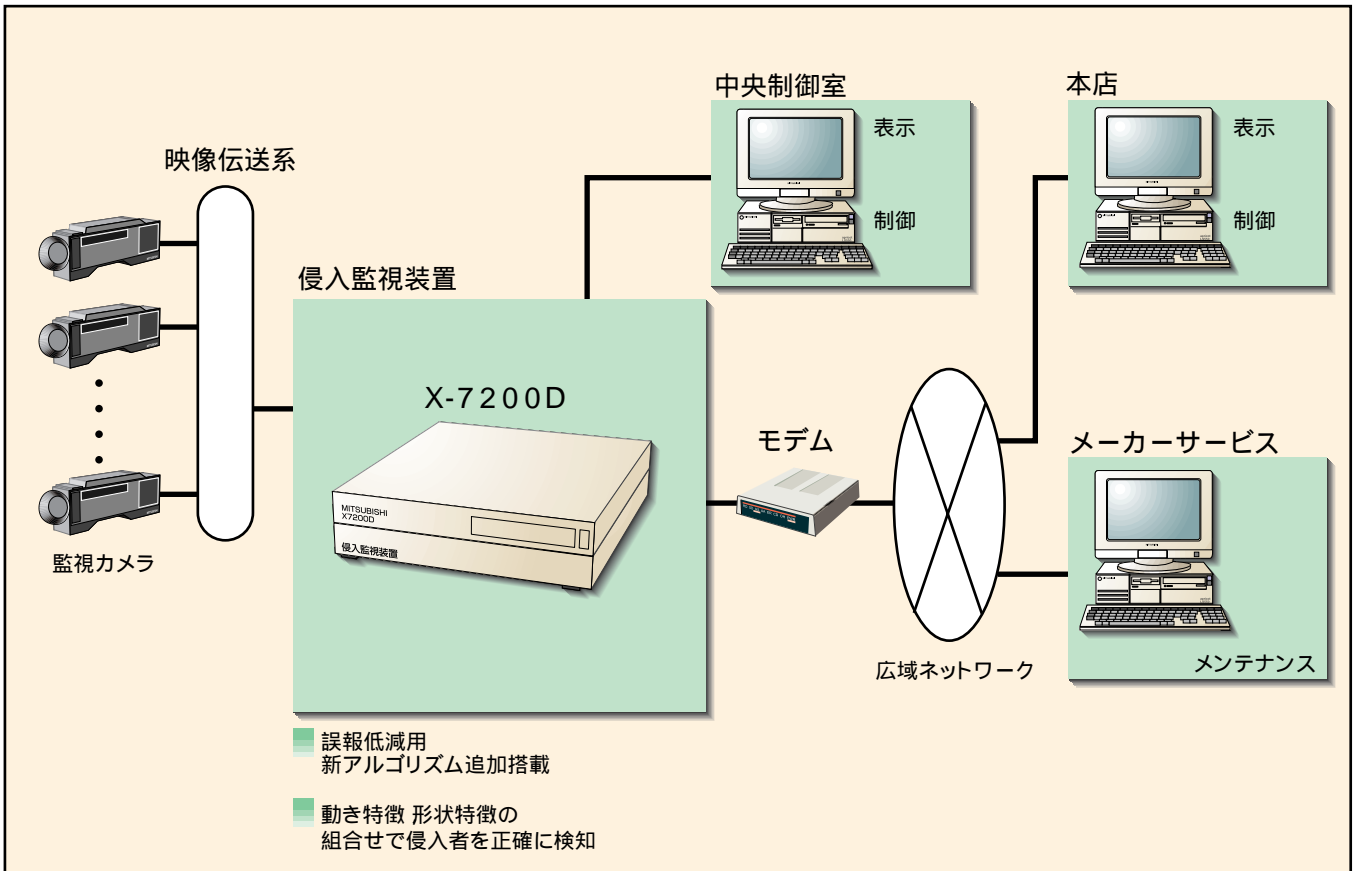 中央制御室
表示
制御
本店
表示
制御
映像伝送系
侵入監視装置
X-7200D
MITSUBISHI
X7200D
侵入監視装置
監視カメラ
モデム
広域ネットワーク
メーカーサービス
メンテナンス
誤報低減用
新アルゴリズム追加搭載
動き特徴 形状特徴の
組合せで侵入者を正確に検知